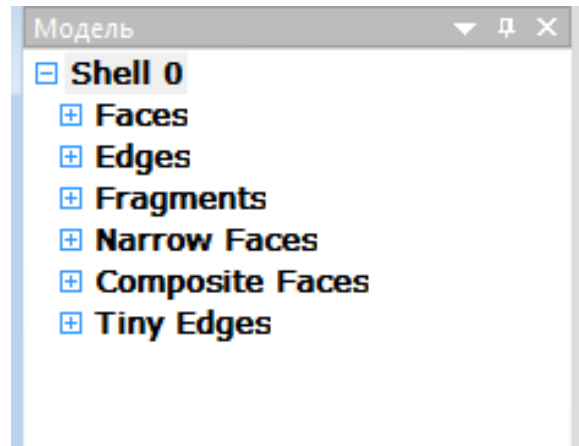 Модель
Shell 0
Faces
Edges
Fragments
Narrow Faces
Composite Faces
Tiny Edges